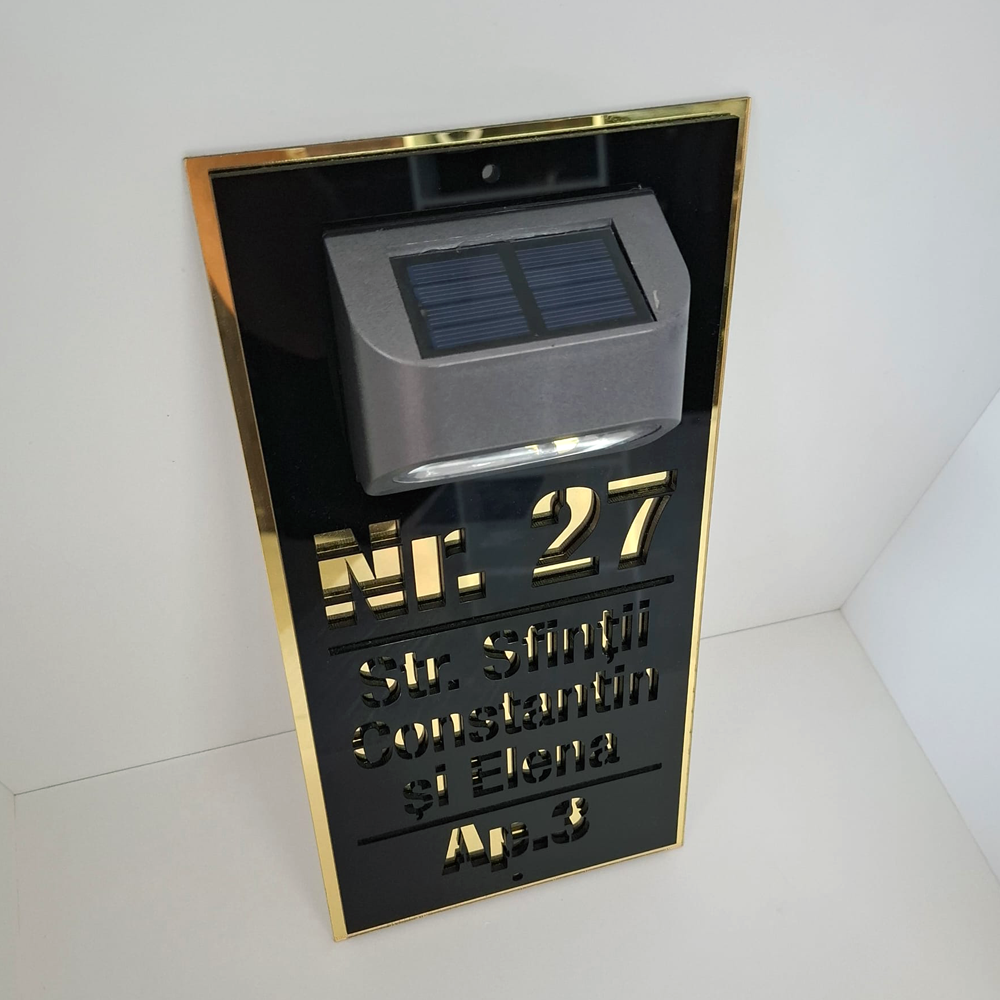 Nr. 27
Str. Sfinții
Constantin
și Elena
Ap.3